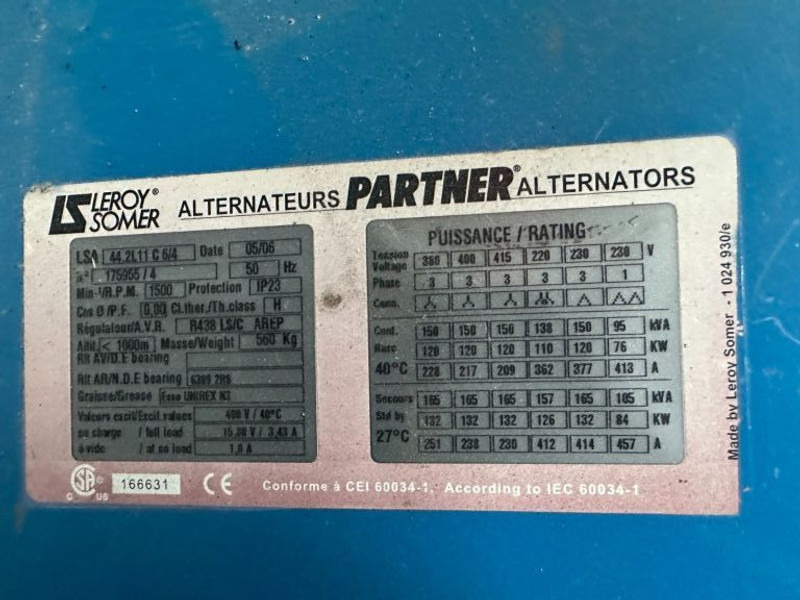 LS LEROY® SOMER ALTERNATEURS PARTNER® ALTERNATORS
LSA 44.2L11 C 6/4 Date 05/06
N° 175955 / 4 50 Hz
Min-1/R.P.M. 1500 Protection IP23
Cos Ø /P.F. 0,80 Cl.ther./Th.class H
Régulateur/A.V.R. R438 LS/C AREP
Altit. < 1000m Masse/Weight 560 Kg
Rlt AV/D.E bearing
Rlt AR/N.D.E bearing 6309 2RS
Graisse/Grease Esso UNIREX N3
Valeurs excit/Excit. values 400 V / 40°C
en charge / full load 15,00 V / 3,43 A
à vide / at no load 1,0 A
PUISSANCE / RATING
Tension Voltage 380 400 415 220 230 230 V
Phase 3 3 3 3 3 1
Conn.
Cont. 150 150 150 138 150 95 kVA
Base 120 120 120 110 120 76 KW
40°C 228 217 209 362 377 413 A
Secours 165 165 165 157 165 105 kVA
Std by 132 132 132 126 132 84 KW
27°C 251 238 230 412 414 457 A
C SA ® US 166631 CE Conforme à CEI 60034-1. According to IEC 60034-1
Made by Leroy Somer - 1 024 930/e